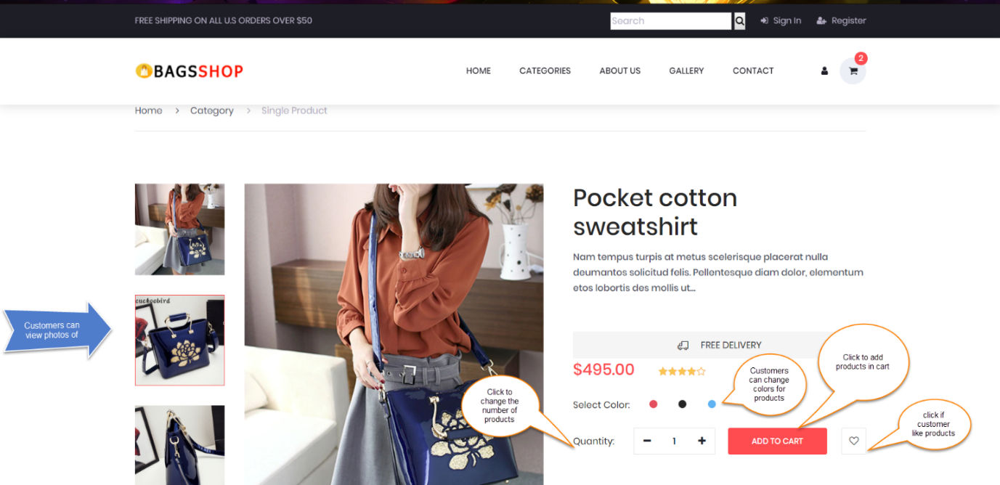 FREE SHIPPING ON ALL U.S ORDERS OVER $50
Search
Sign In
Register
BAGSSHOP
HOME
CATEGORIES
ABOUT US
GALLERY
CONTACT
2
Home > Category > Single Product
Pocket cotton
sweatshirt
Nam tempus turpis at metus scelerisque placerat nulla
deumantos solicitud felis. Pellentesque diam dolor, elementum
etos lobortis des mollis ut...
cuckoobird
Customers can
view photos of
FREE DELIVERY
$495.00
Click to add
products in cart
Customers
can change
colors for
products
Select Color:
Click to
change the
number of
products
Quantity:
- 1 +
ADD TO CART
click if
customer
like products